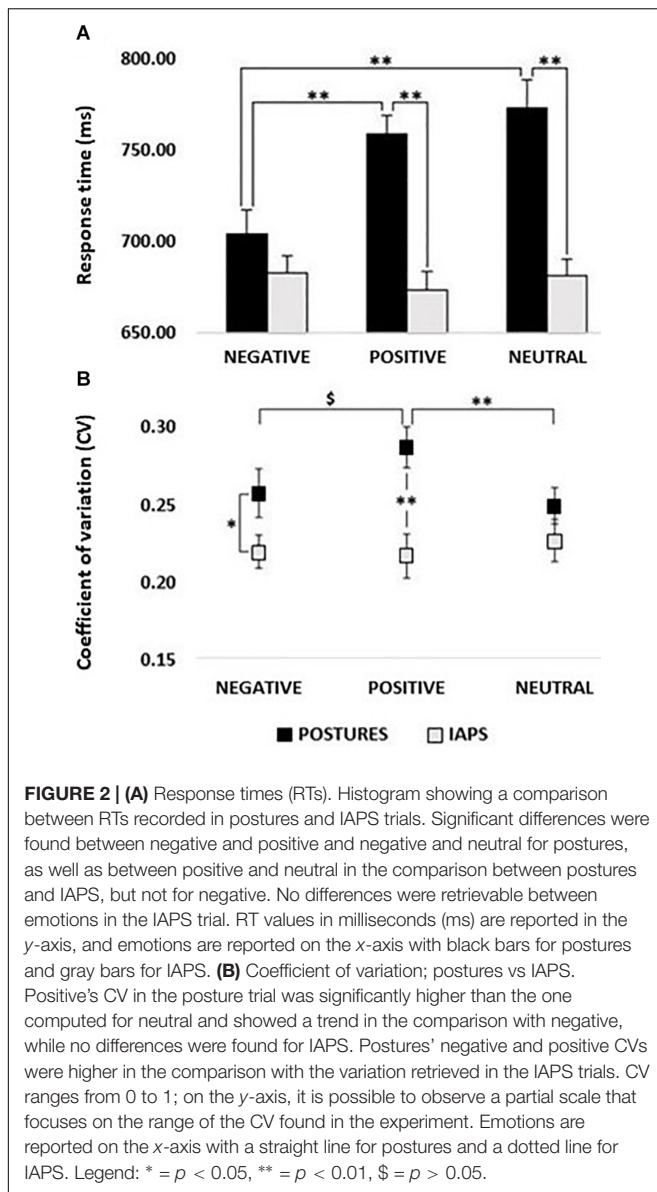 A
800.00
**
**
**
**
750.00
Response time (ms)
700.00
650.00
NEGATIVE POSITIVE NEUTRAL
B
$
**
0.30
Coefficient of variation (CV)
0.25
*
**
0.20
0.15
NEGATIVE POSITIVE NEUTRAL
POSTURES IAPS
FIGURE 2 | (A) Response times (RTs). Histogram showing a comparison
between RTs recorded in postures and IAPS trials. Significant differences were
found between negative and positive and negative and neutral for postures,
as well as between positive and neutral in the comparison between postures
and IAPS, but not for negative. No differences were retrievable between
emotions in the IAPS trial. RT values in milliseconds (ms) are reported in the
y-axis, and emotions are reported on the x-axis with black bars for postures
and gray bars for IAPS. (B) Coefficient of variation; postures vs IAPS.
Positive's CV in the posture trial was significantly higher than the one
computed for neutral and showed a trend in the comparison with negative,
while no differences were found for IAPS. Postures' negative and positive CVs
were higher in the comparison with the variation retrieved in the IAPS trials. CV
ranges from 0 to 1; on the y-axis, it is possible to observe a partial scale that
focuses on the range of the CV found in the experiment. Emotions are
reported on the x-axis with a straight line for postures and a dotted line for
IAPS. Legend: * = p < 0.05, ** = p < 0.01, $ = p > 0.05.